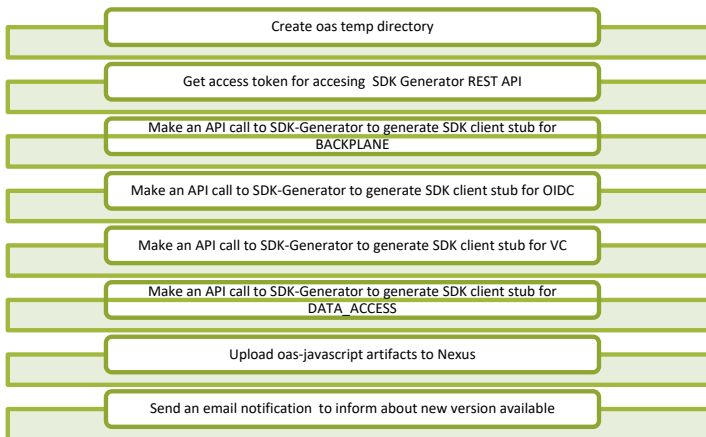 Create oas temp directory
Get access token for accesing SDK Generator REST API
Make an API call to SDK-Generator to generate SDK client stub for
BACKPLANE
Make an API call to SDK-Generator to generate SDK client stub for OIDC
Make an API call to SDK-Generator to generate SDK client stub for VC
Make an API call to SDK-Generator to generate SDK client stub for
DATA_ACCESS
Upload oas-javascript artifacts to Nexus
Send an email notification to inform about new version available